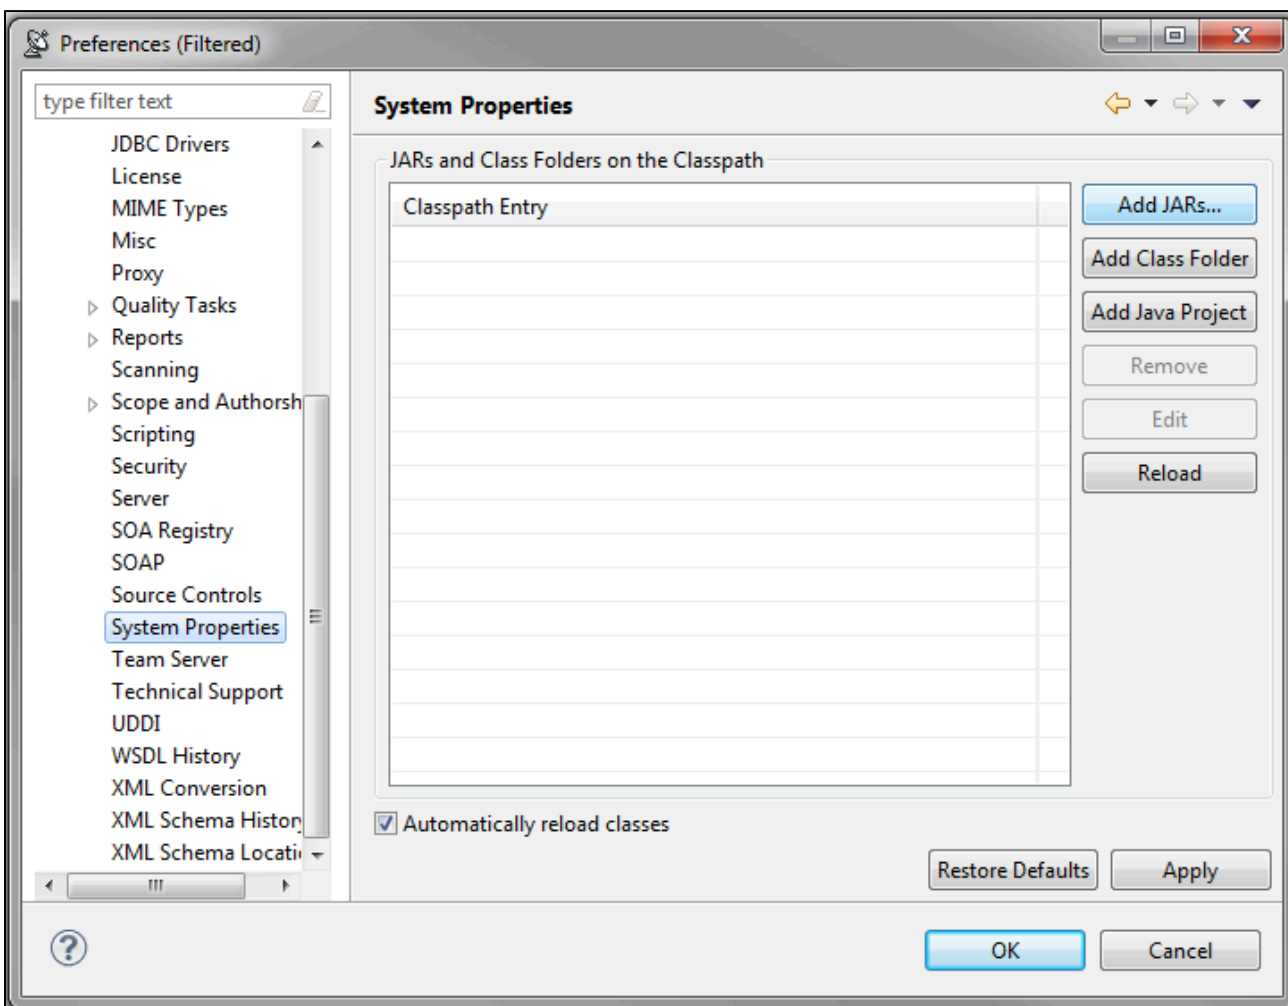 Preferences (Filtered)
type filter text
JDBC Drivers
License
MIME Types
Misc
Proxy
Quality Tasks
Reports
Scanning
Scope and Authorsh
Scripting
Security
Server
SOA Registry
SOAP
Source Controls
System Properties
Team Server
Technical Support
UDDI
WSDL History
XML Conversion
XML Schema Histor
XML Schema Locati
System Properties
JARs and Class Folders on the Classpath
Classpath Entry
Add JARs...
Add Class Folder
Add Java Project
Remove
Edit
Reload
Automatically reload classes
Restore Defaults
Apply
OK
Cancel